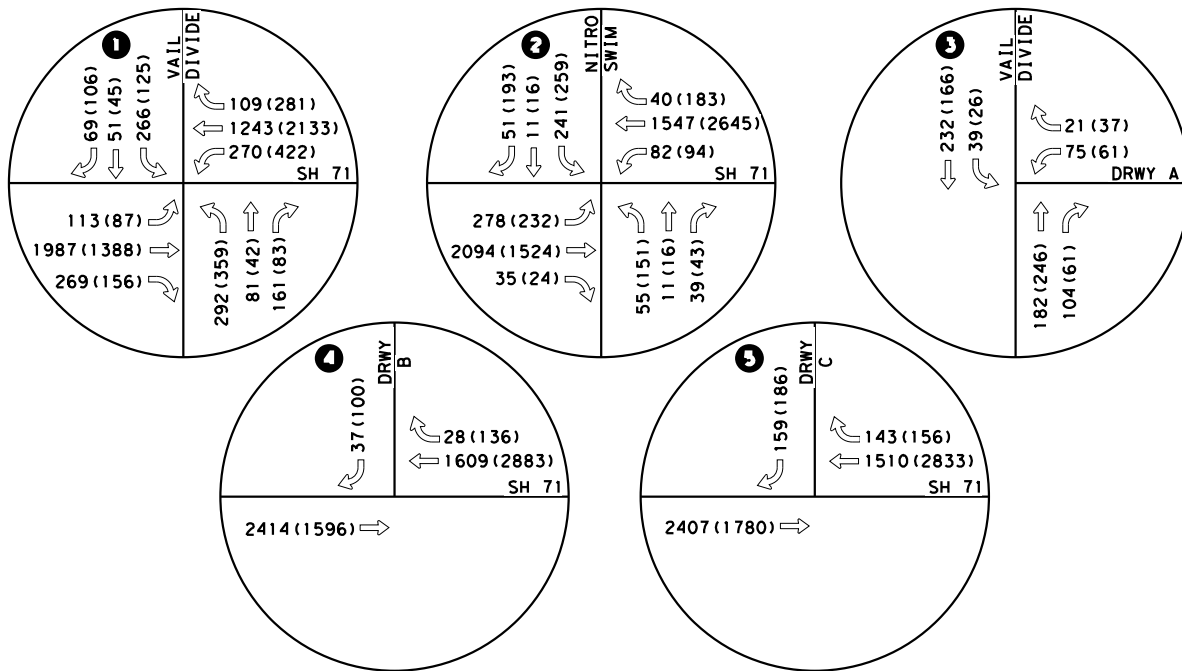 1
VAIL
DIVIDE
69(106)
51(45)
266(125)
109(281)
1243(2133)
270(422)
SH 71
113(87)
1987(1388)
269(156)
292(359)
81(42)
161(83)
2
NITRO
SWIM
51(193)
11(16)
241(259)
40(183)
1547(2645)
82(94)
SH 71
278(232)
2094(1524)
35(24)
55(151)
11(16)
39(43)
3
VAIL
DIVIDE
232(166)
39(26)
21(37)
75(61)
DRWY A
182(246)
104(61)
4
DRWY
B
37(100)
28(136)
1609(2883)
SH 71
2414(1596)
5
DRWY
C
159(186)
143(156)
1510(2833)
SH 71
2407(1780)